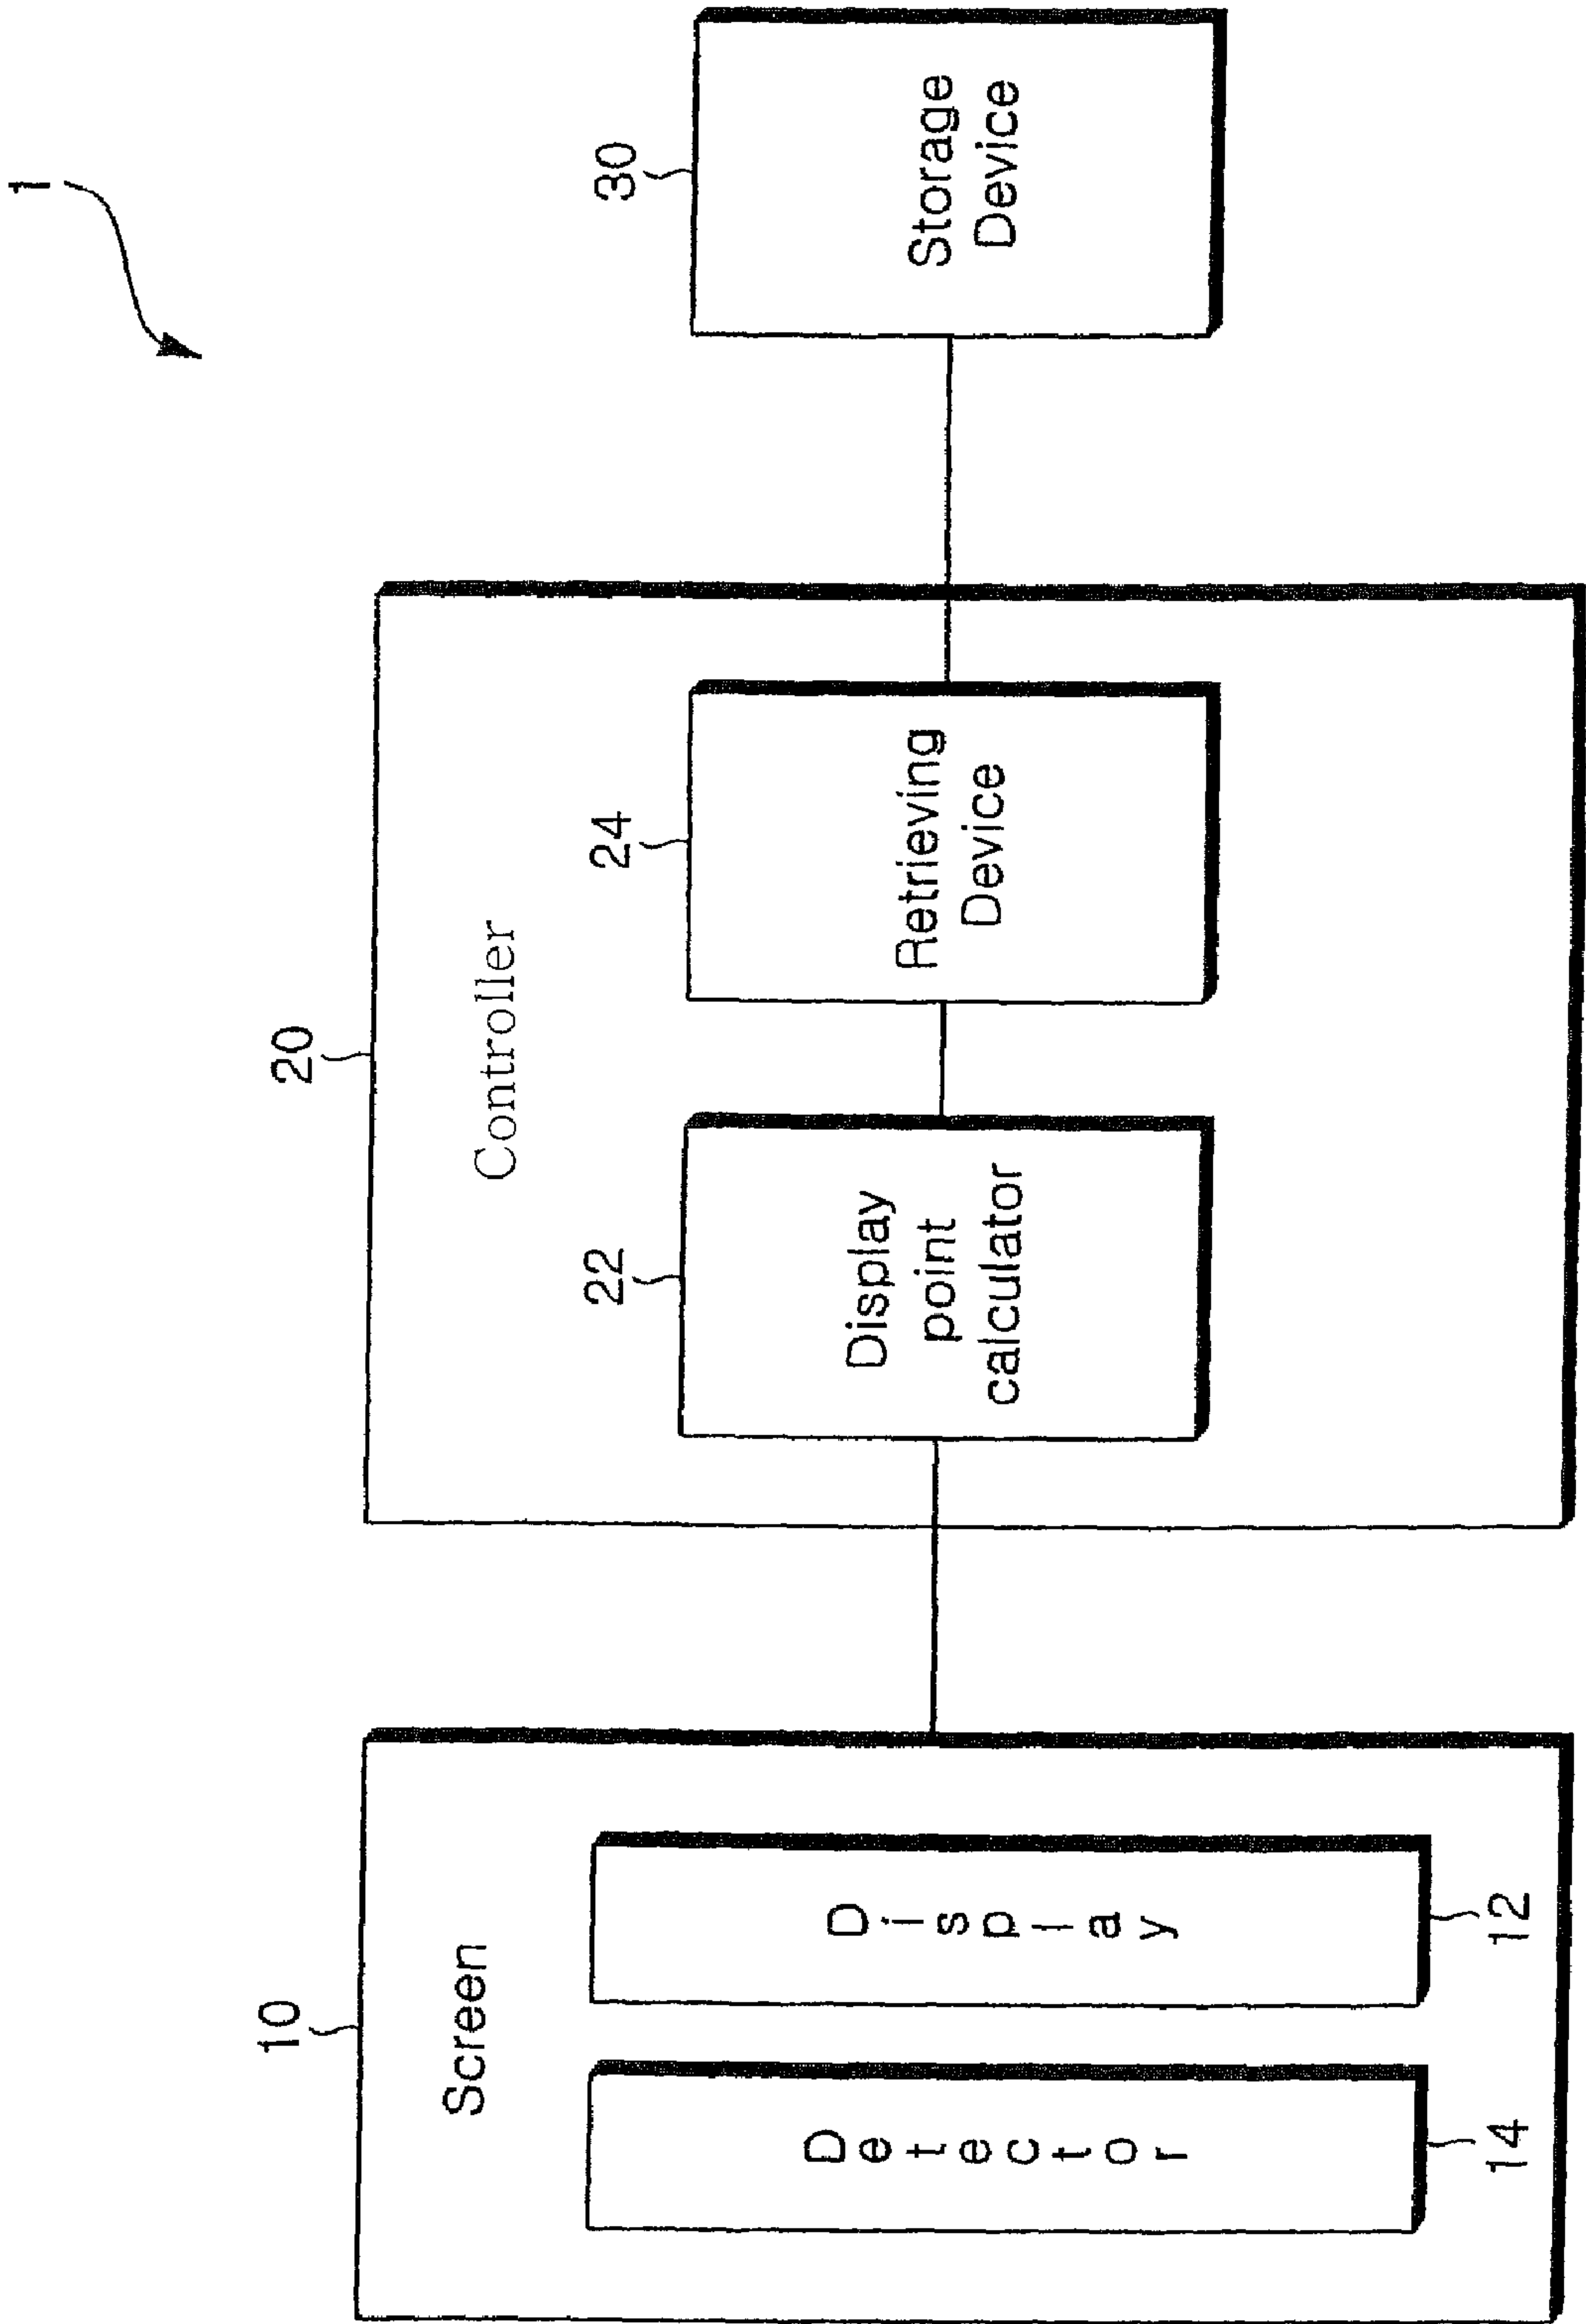 1
10
Screen
Detector
14
Display
12
20
Controller
22
Display
point
calculator
24
Retrieving
Device
30
Storage
Device